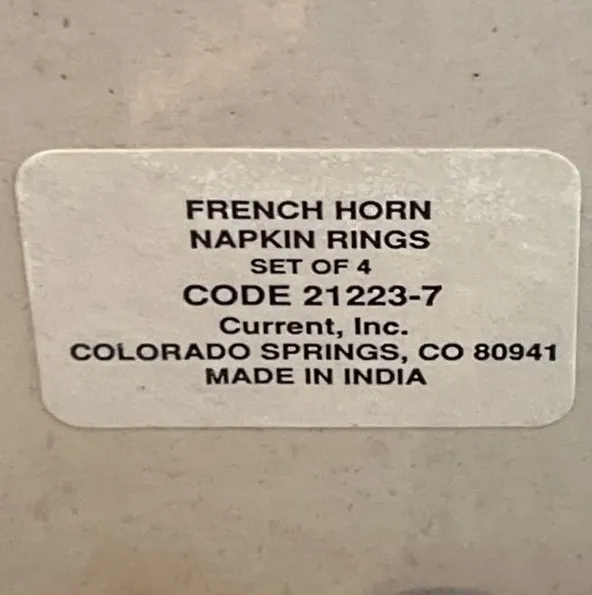 FRENCH HORN
NAPKIN RINGS
SET OF 4
CODE 21223-7
Current, Inc.
COLORADO SPRINGS, CO 80941
MADE IN INDIA